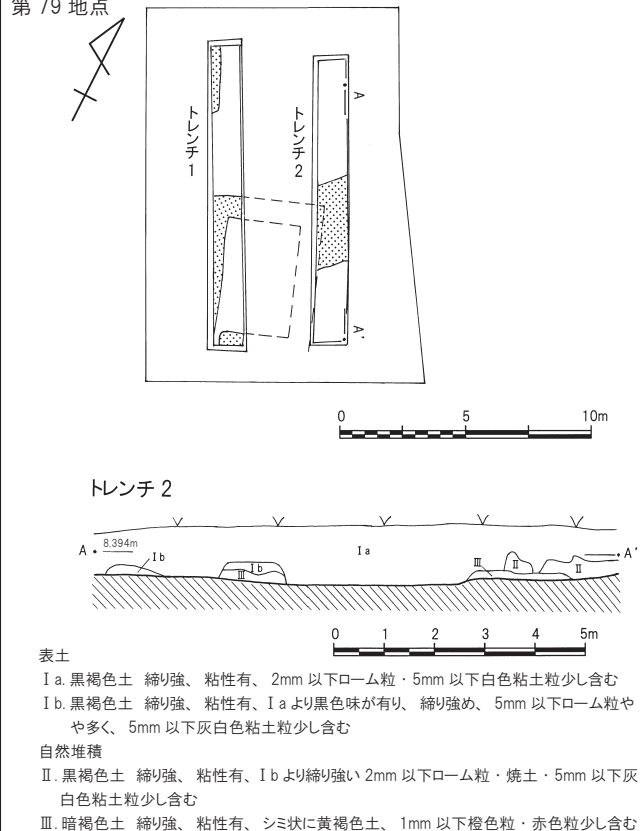 第 79 地点
トレンチ1
トレンチ2
A
A'
0 5 10m
トレンチ 2
A 8.394m
Ⅰb
Ⅲ
Ⅰb
Ⅰa
Ⅲ
Ⅱ
Ⅱ
A'
0 1 2 3 4 5m
表土
Ⅰa. 黒褐色土 締り強、 粘性有、 2mm 以下ローム粒・5mm 以下白色粘土粒少し含む
Ⅰb. 黒褐色土 締り強、 粘性有、Ⅰaより黒色味が有り、 締り強め、 5mm 以下ローム粒や
や多く、 5mm 以下灰白色粘土粒少し含む
自然堆積
Ⅱ. 黒褐色土 締り強、 粘性有、Ⅰbより締り強い 2mm 以下ローム粒・焼土・5mm 以下灰
白色粘土粒少し含む
Ⅲ. 暗褐色土 締り強、 粘性有、 シミ状に黄褐色土、 1mm 以下橙色粒・赤色粒少し含む